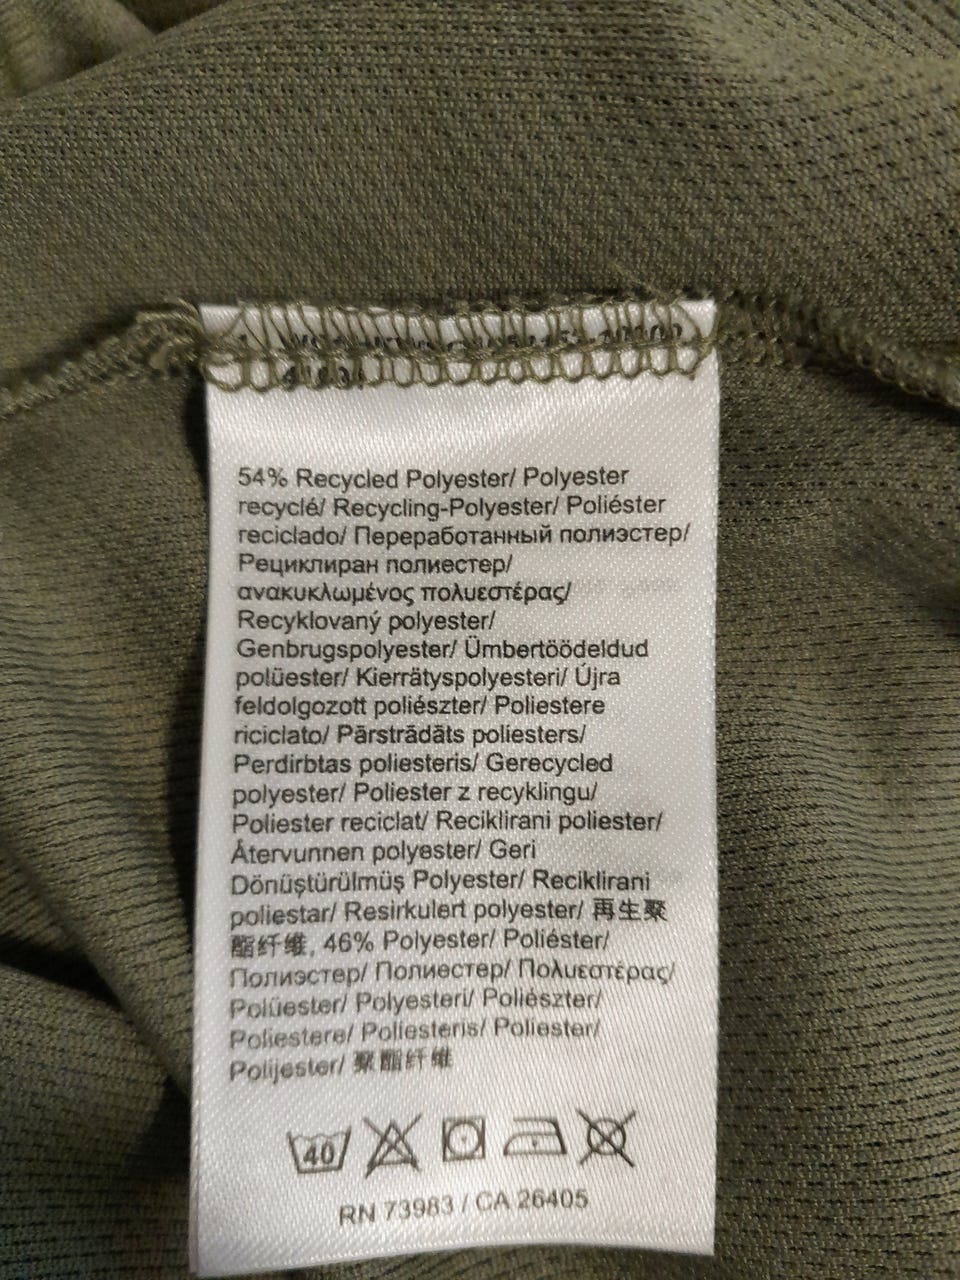 54% Recycled Polyester/ Polyester
recyclé/ Recycling-Polyester/ Poliéster
reciclado/ Переработанный полиэстер/
Рециклиран полиестер/
ανακυκλωμένος πολυεστέρας/
Recyklovaný polyester/
Genbrugspolyester/ Ümbertöödeldud
polüester/ Kierrätyspolyesteri/ Újra
feldolgozott poliészter/ Poliestere
riciclato/ Pārstrādāts poliesters/
Perdirbtas poliesteris/ Gerecycled
polyester/ Poliester z recyklingu/
Poliester reciclat/ Reciklirani poliester/
Återvunnen polyester/ Geri
Dönüştürülmüş Polyester/ Reciklirani
poliestar/ Resirkulert polyester/ 再生聚
酯纤维, 46% Polyester/ Poliéster/
Полиэстер/ Полиестер/ Πολυεστέρας/
Polüester/ Polyesteri/ Poliészter/
Poliestere/ Poliesteris/ Poliester/
Polijester/ 聚酯纤维
40
RN 73983 / CA 26405